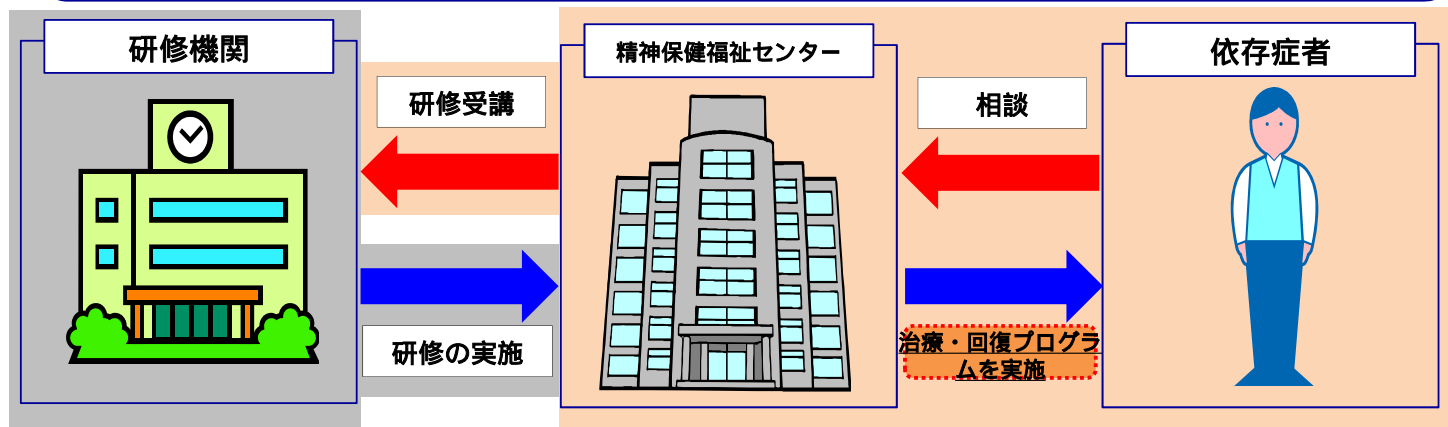 研修機関
精神保健福祉センター
依存症者
研修受講
相談
研修の実施
治療・回復プログラ
ムを実施